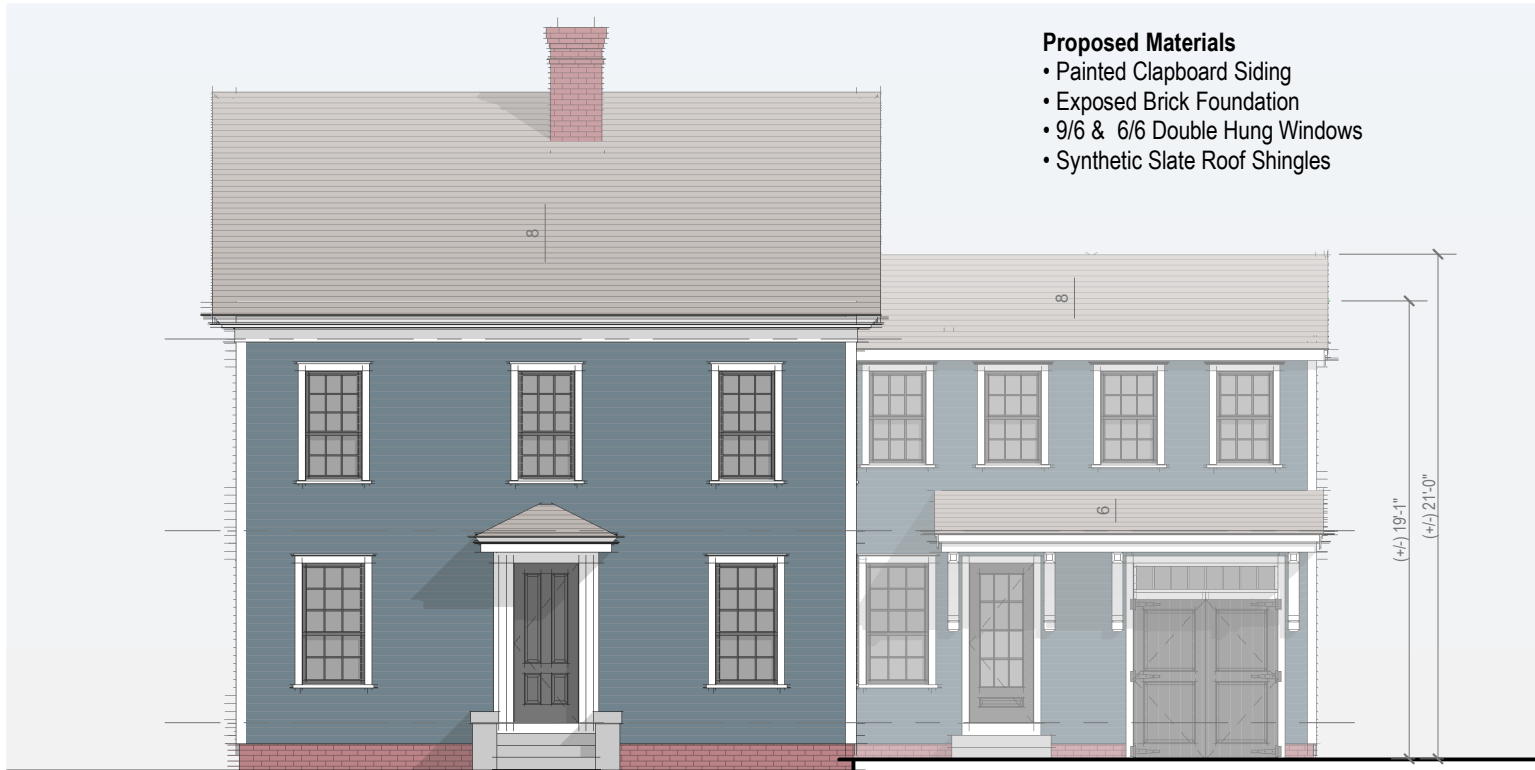 Proposed Materials
• Painted Clapboard Siding
• Exposed Brick Foundation
• 9/6 & 6/6 Double Hung Windows
• Synthetic Slate Roof Shingles
8
8
6
(+/-) 19'-1"
(+/-) 21'-0"